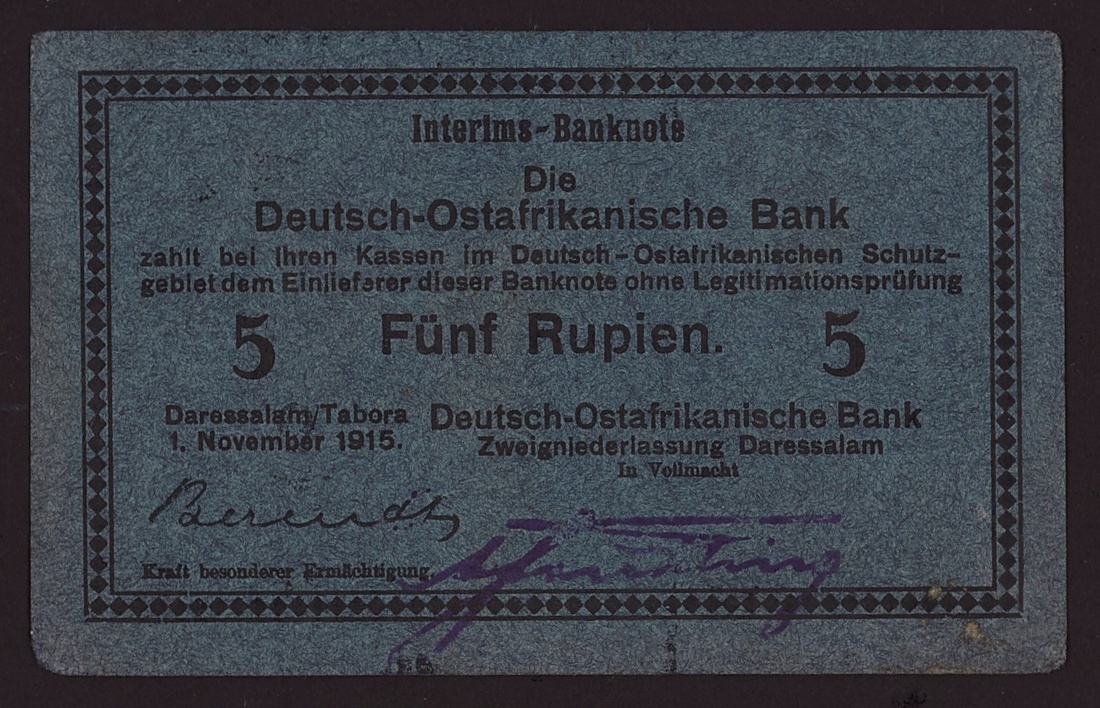 Interims-Banknote
Die
Deutsch-Ostafrikanische Bank
zahlt bei Ihren Kassen im Deutsch-Ostafrikanischen Schutz-
gebiet dem Einlieferer dieser Banknote ohne Legitimationsprüfung
5 Fünf Rupien. 5
Daressalam/Tabora
1. November 1915.
Deutsch-Ostafrikanische Bank
Zweigniederlassung Daressalam
In Vollmacht
Berendt
Kraft besonderer Ermächtigung.